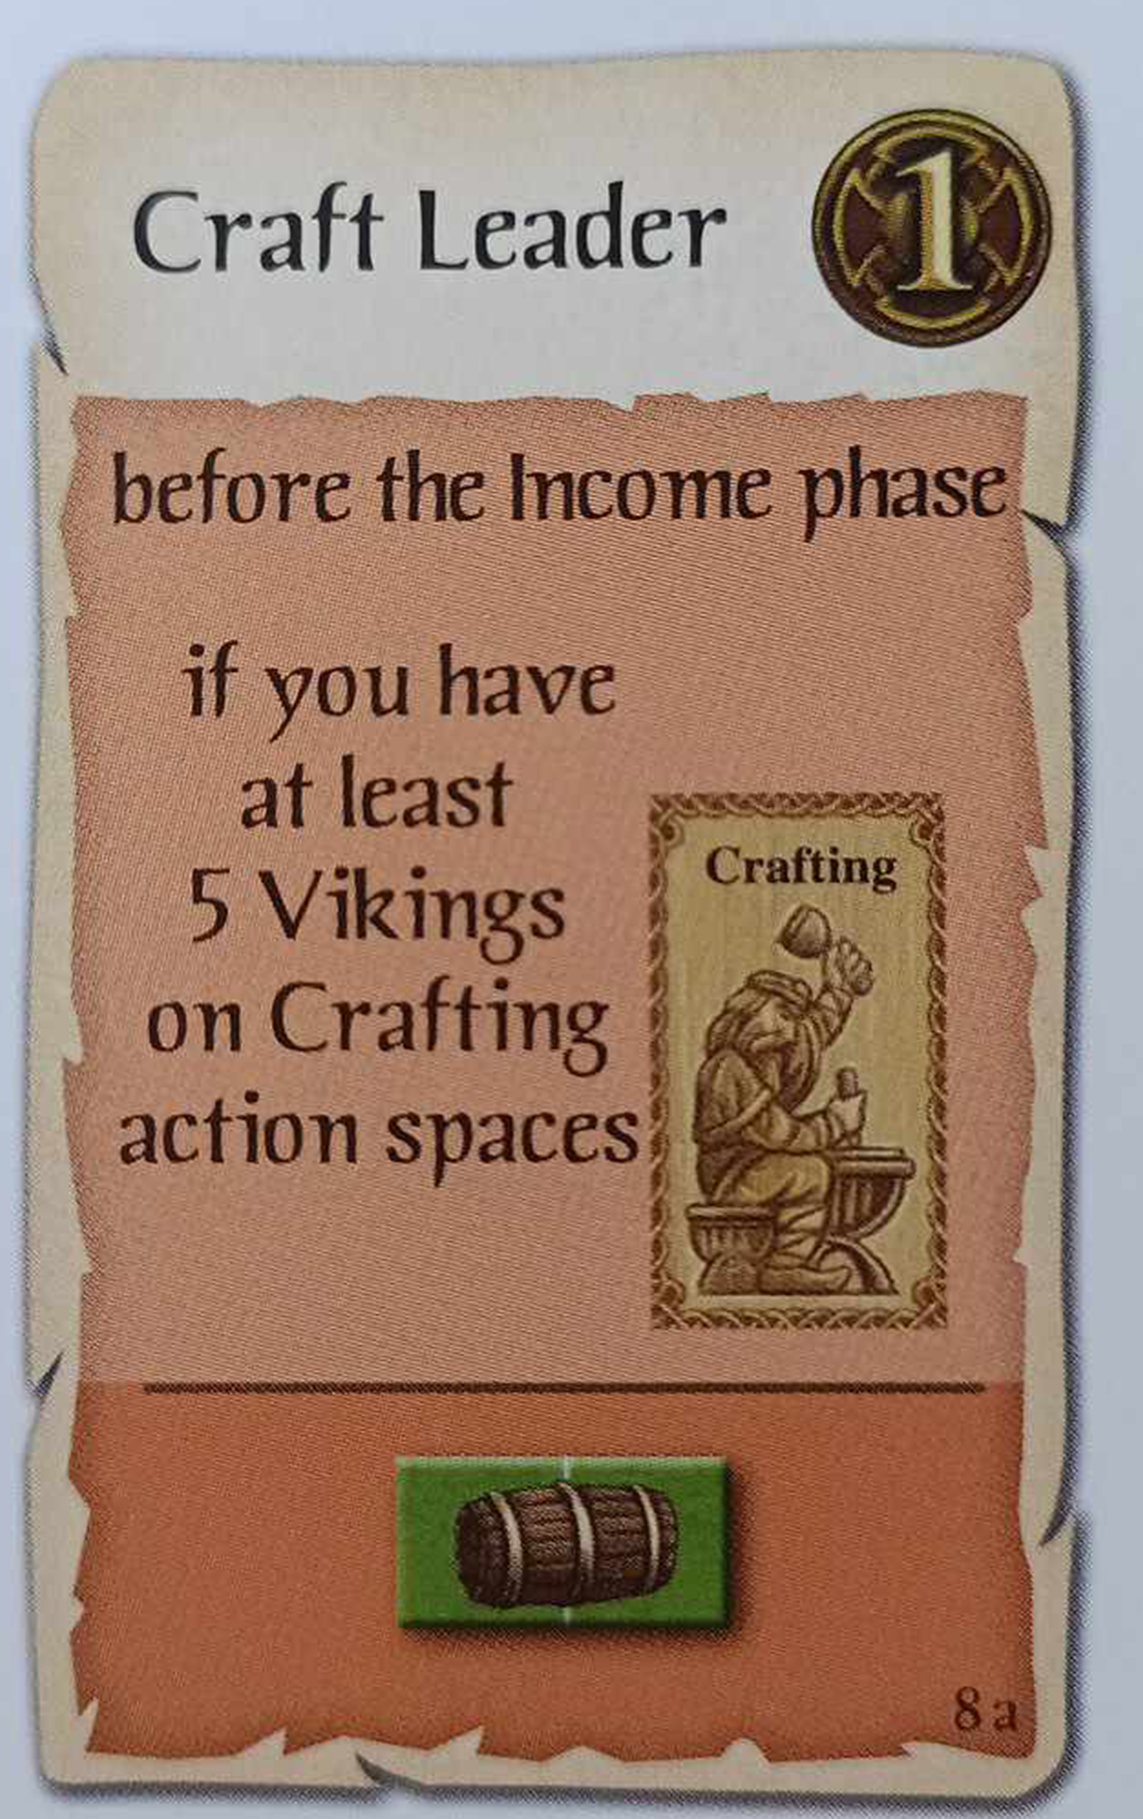 Craft Leader
1
before the Income phase
if you have
at least
5 Vikings
on Crafting
action spaces
Crafting
8 a